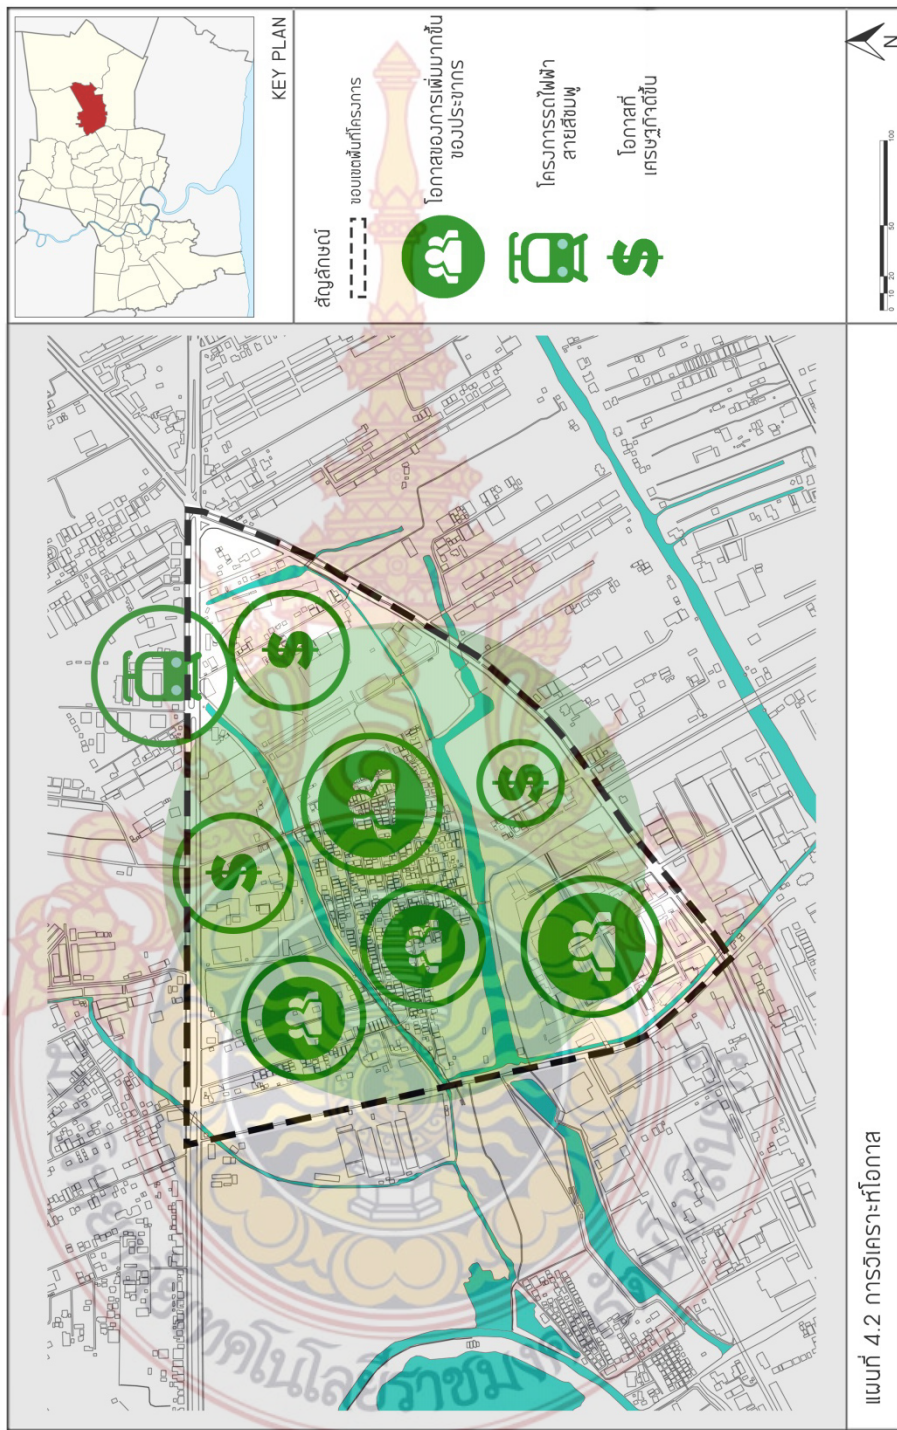 KEY PLAN
สัญลักษณ์
ขอบเขตพื้นที่โครงการ
โอกาสของการเพิ่มมากขึ้น
ของประชากร
โครงการรถไฟฟ้า
สายสีชมพู
โอกาสที่
เศรษฐกิจดีขึ้น
N
0 10 20 50 100
แผนที่ 4.2 การวิเคราะห์โอกาส